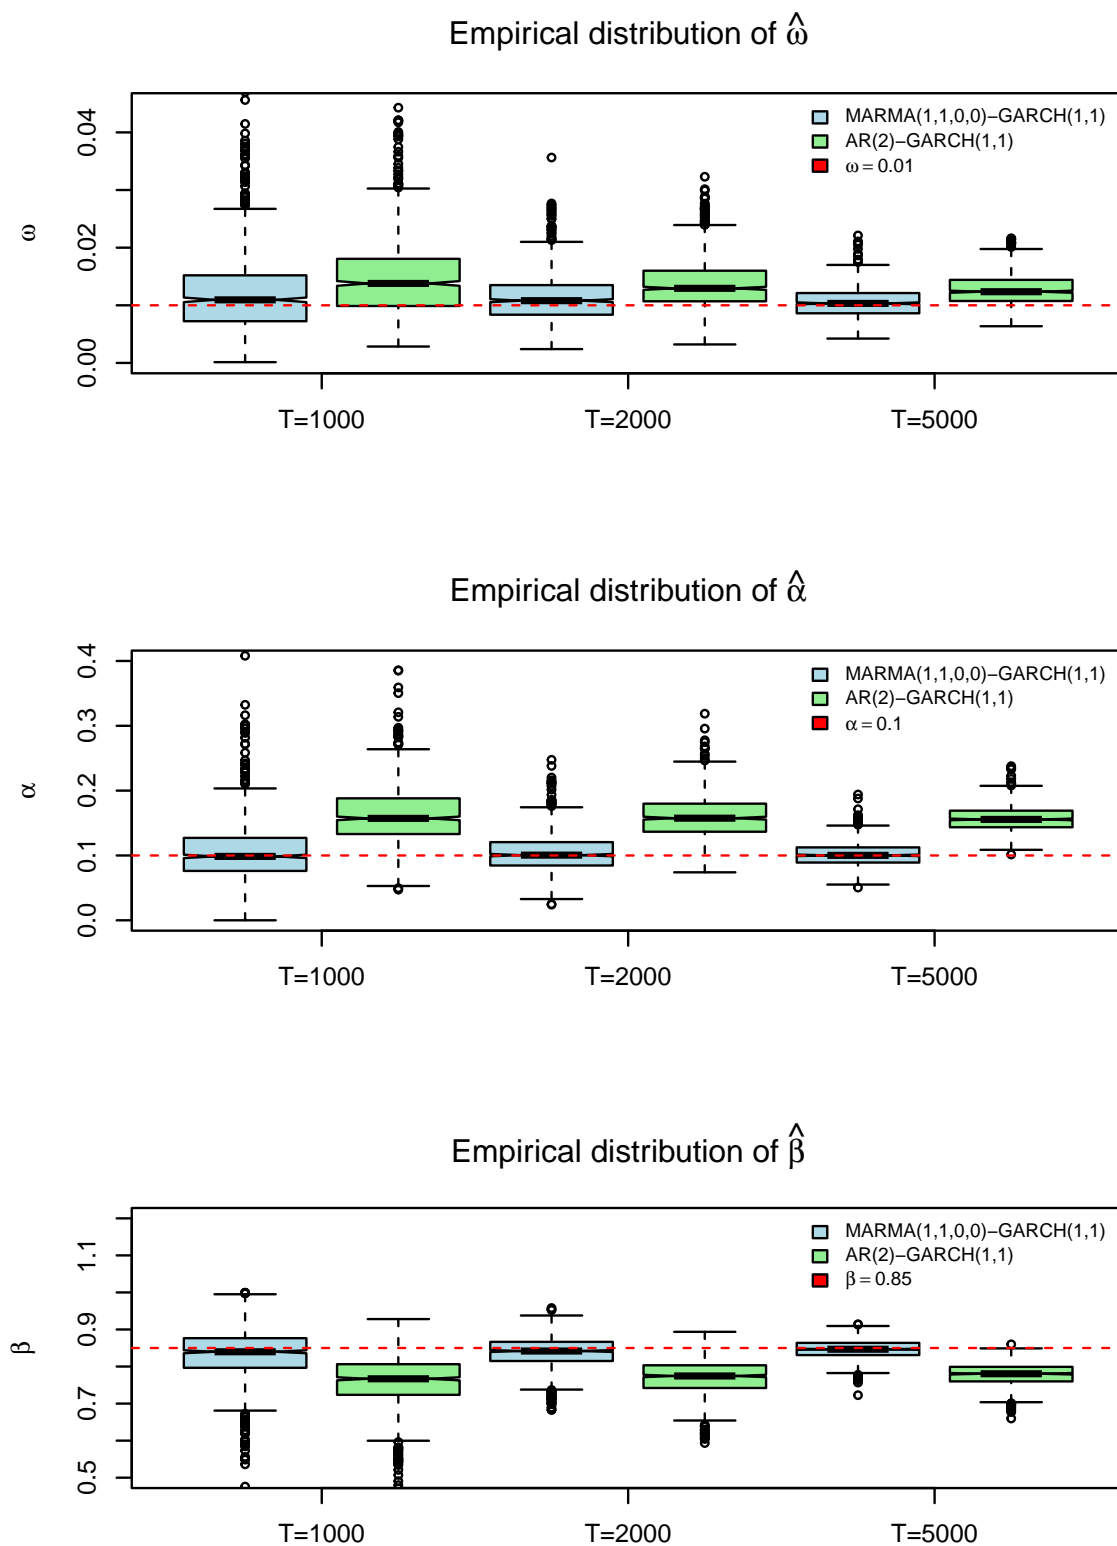 Empirical distribution of ω̂
0.04
0.02
0.00
ω
MARMA(1,1,0,0)−GARCH(1,1)
AR(2)−GARCH(1,1)
ω = 0.01
T=1000
T=2000
T=5000
Empirical distribution of α̂
0.4
0.3
0.2
0.1
0.0
α
MARMA(1,1,0,0)−GARCH(1,1)
AR(2)−GARCH(1,1)
α = 0.1
T=1000
T=2000
T=5000
Empirical distribution of β̂
1.1
0.9
0.7
0.5
β
MARMA(1,1,0,0)−GARCH(1,1)
AR(2)−GARCH(1,1)
β = 0.85
T=1000
T=2000
T=5000